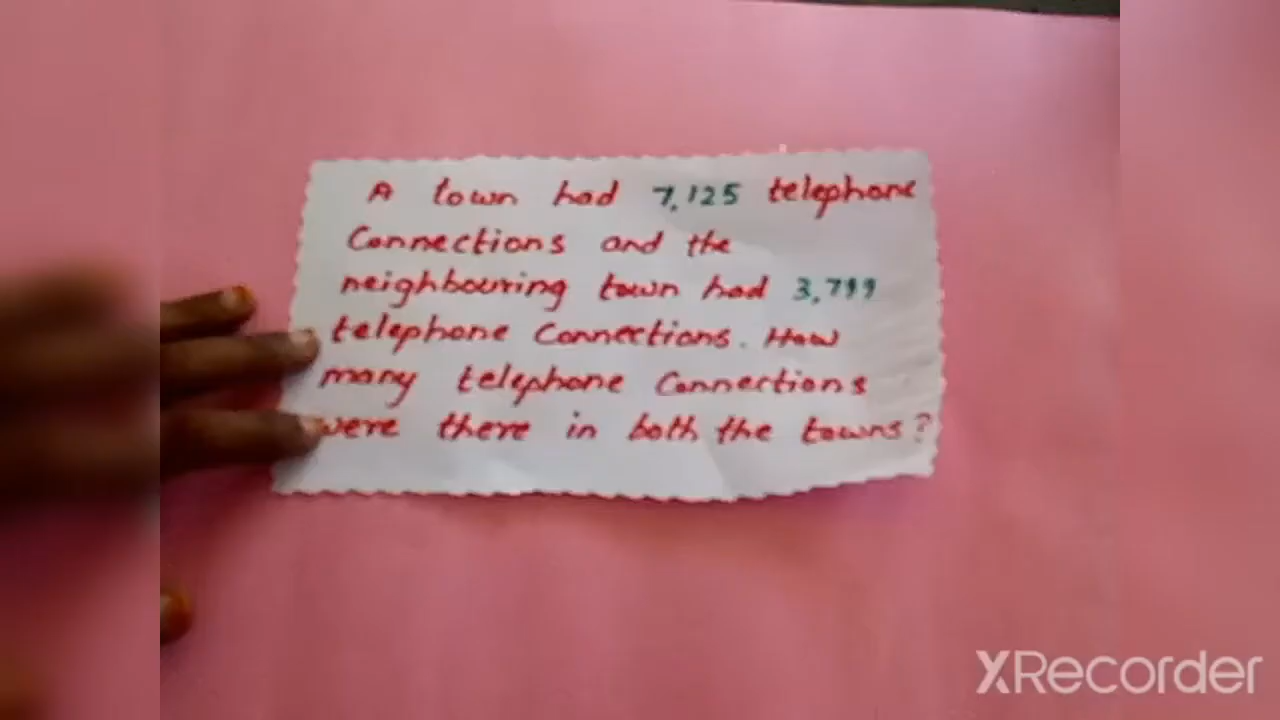 A town had 7,125 telephone
Connections and the
neighbouring town had 3,799
telephone Connections. How
many telephone Connections
were there in both the towns?
XRecorder